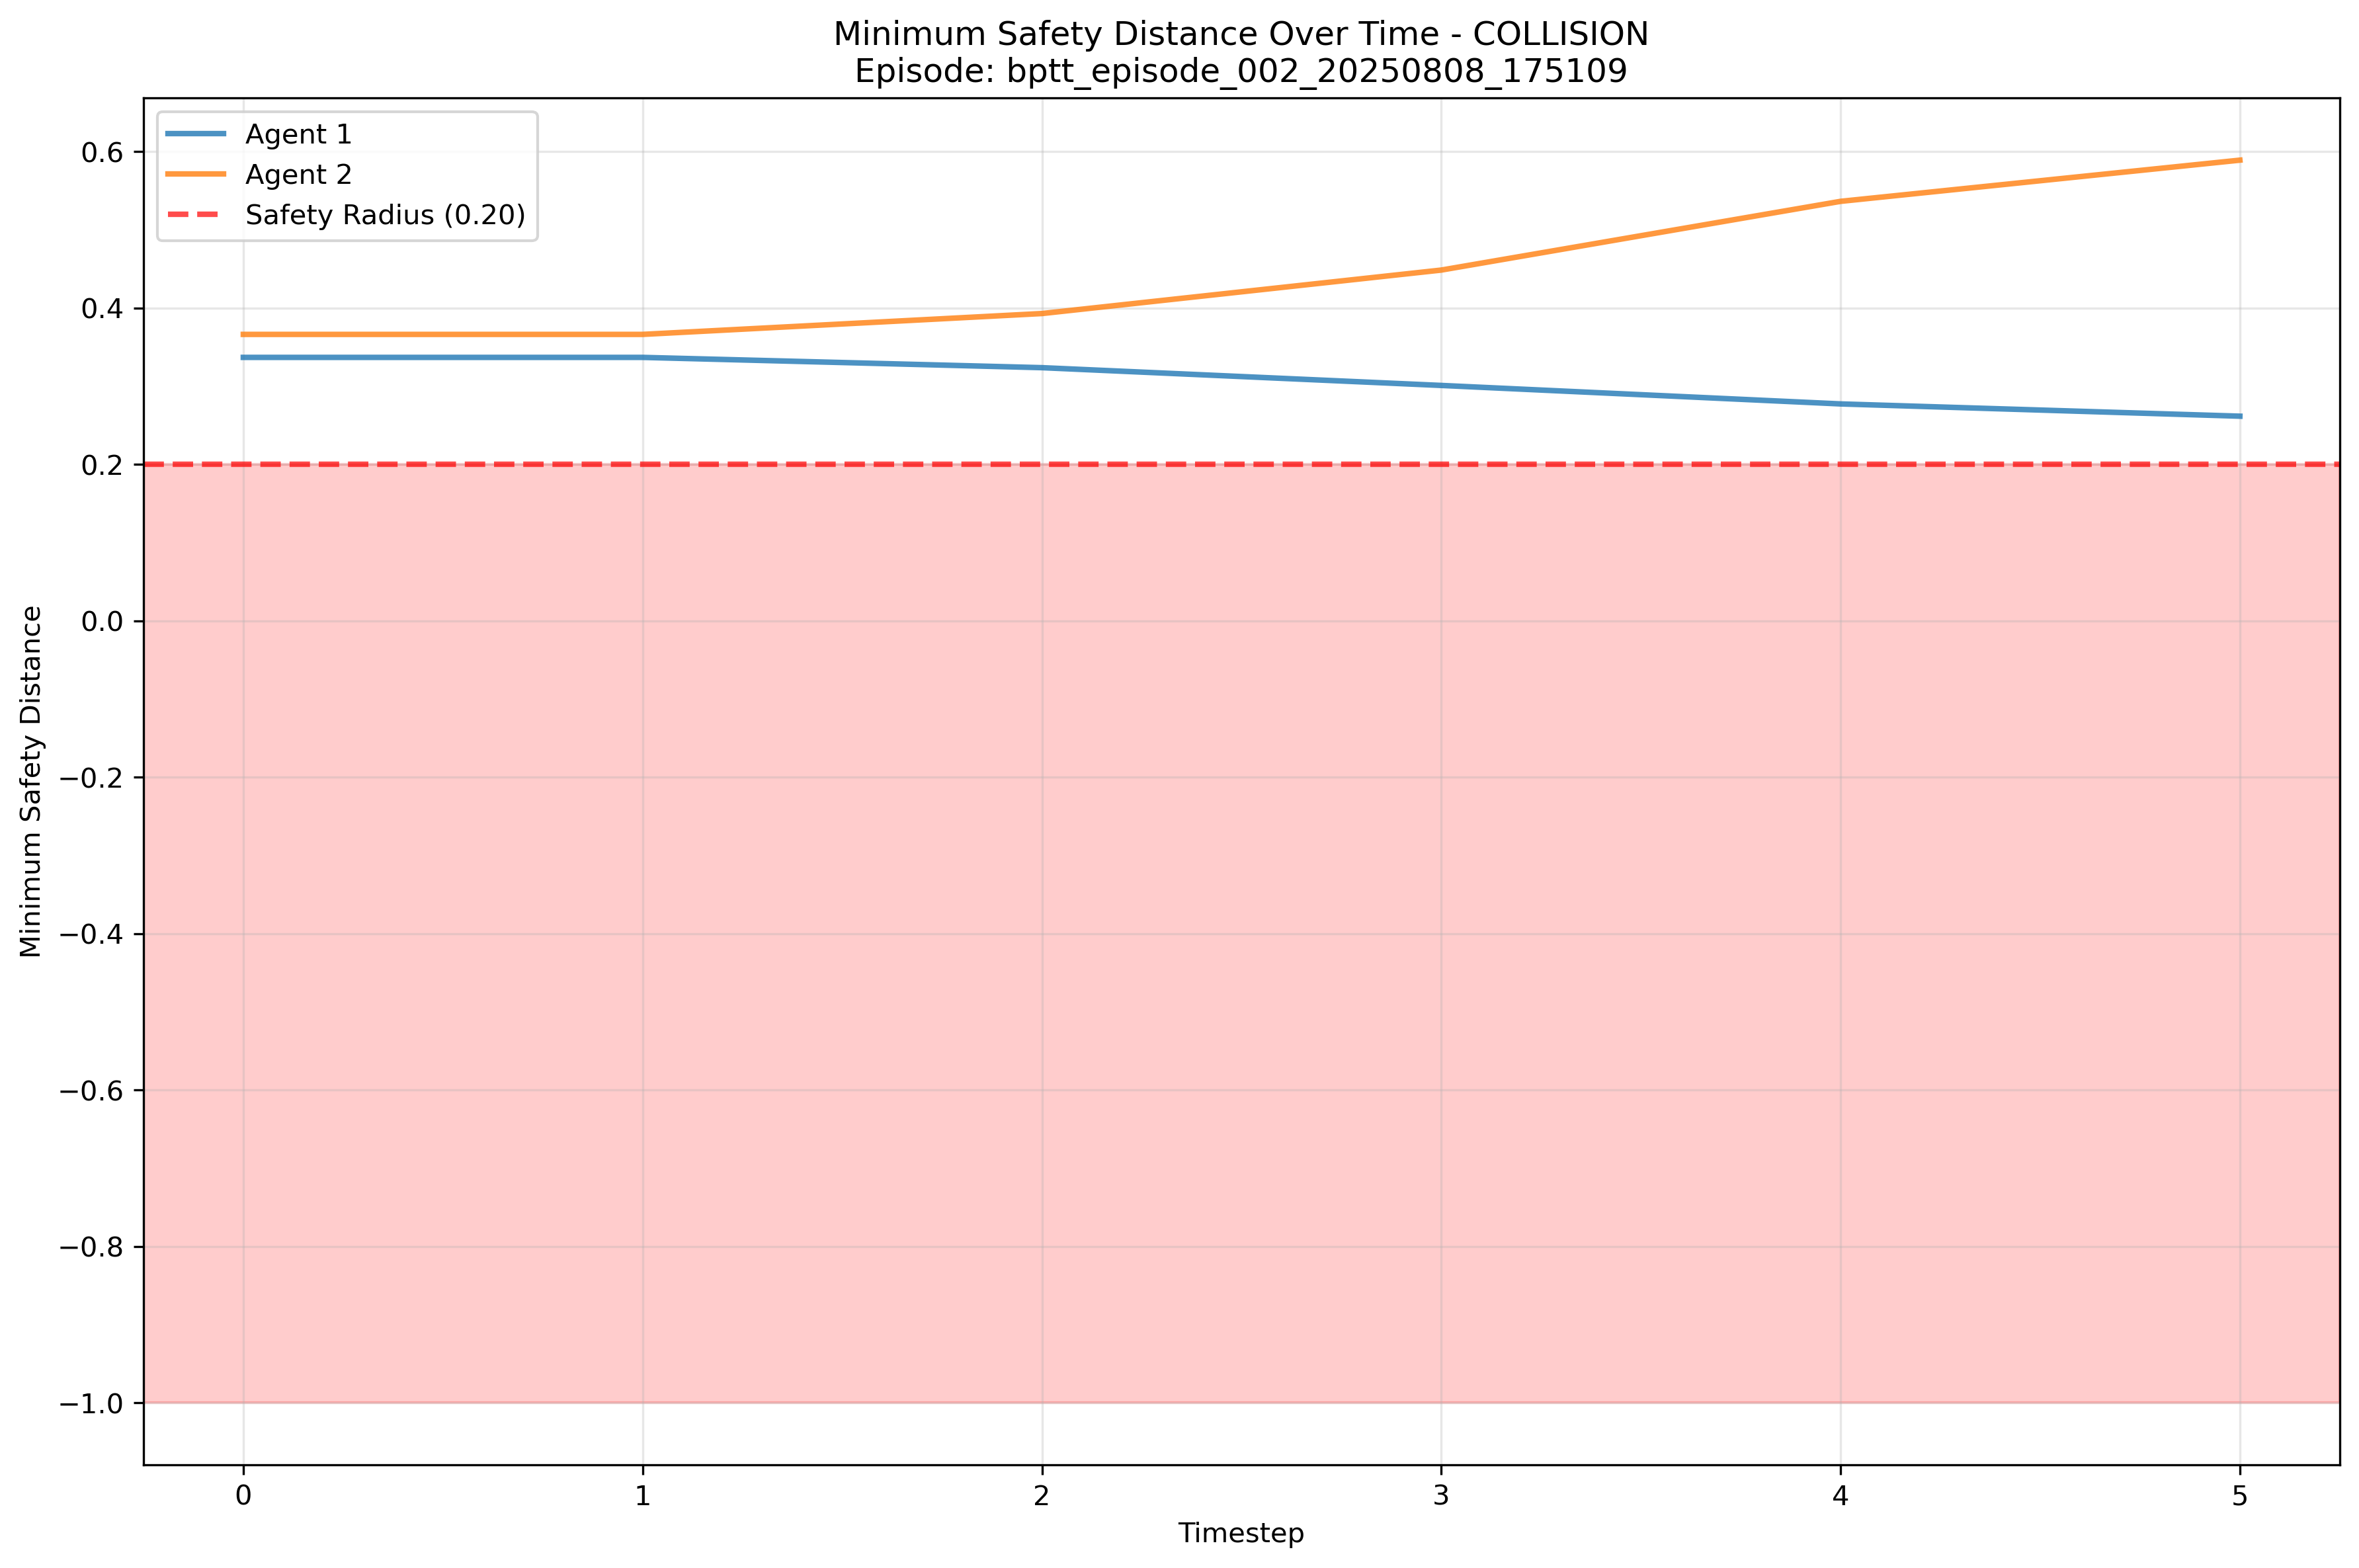 Minimum Safety Distance Over Time - COLLISION
Episode: bptt_episode_002_20250808_175109
Agent 1
Agent 2
Safety Radius (0.20)
0.6
0.4
0.2
0.0
−0.2
−0.4
−0.6
−0.8
−1.0
Minimum Safety Distance
0 1 2 3 4 5
Timestep